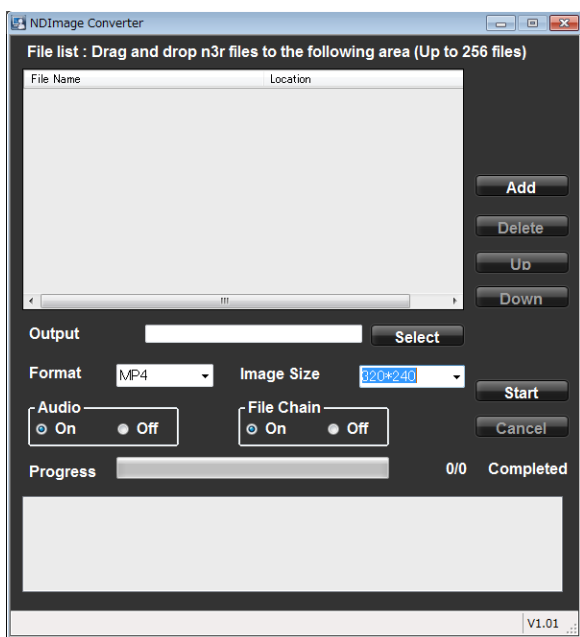 NDImage Converter
File list : Drag and drop n3r files to the following area (Up to 256 files)
File Name Location
Add
Delete
Up
Down
Output Select
Format MP4 Image Size 320*240
Start
Audio File Chain
On Off On Off
Cancel
Progress 0/0 Completed
V1.01